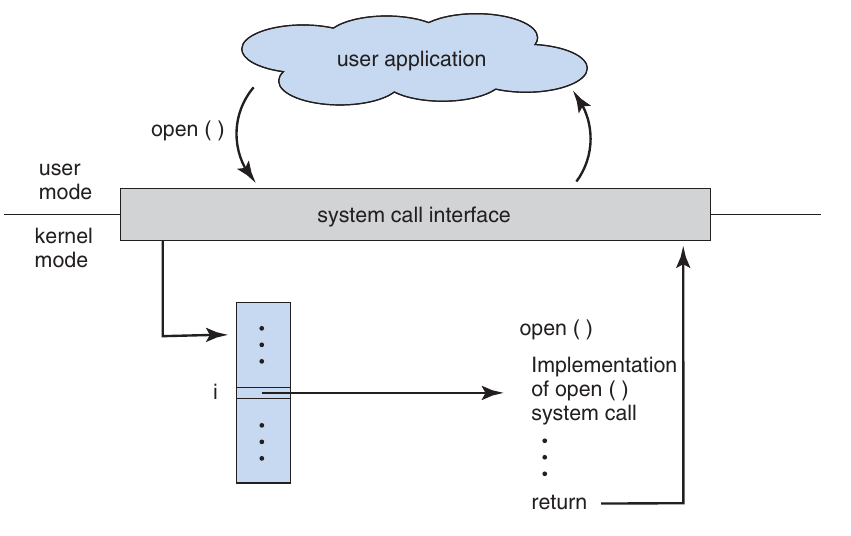 user application
open ( )
user
mode
system call interface
kernel
mode
open ( )
i
Implementation
of open ( )
system call
return